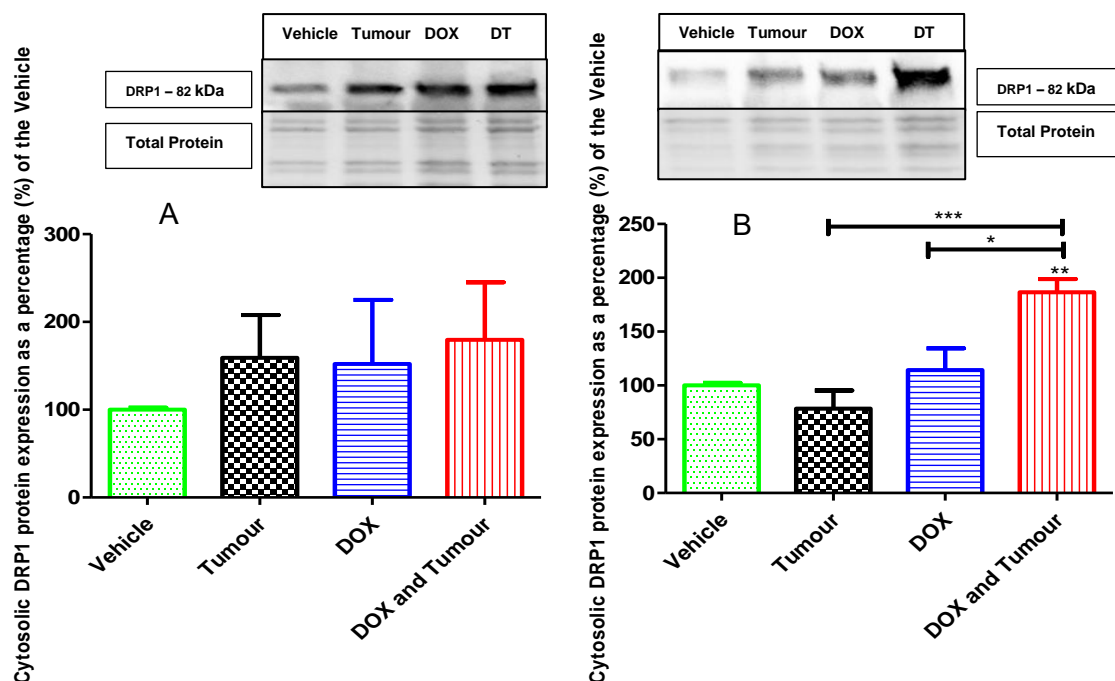 Vehicle Tumour DOX DT
DRP1 – 82 kDa
Total Protein
Cytosolic DRP1 protein expression as a percentage (%) of the Vehicle
A
300
200
100
0
Vehicle
Tumour
DOX
DOX and Tumour
Vehicle Tumour DOX DT
DRP1 – 82 kDa
Total Protein
Cytosolic DRP1 protein expression as a percentage (%) of the Vehicle
B
250
200
150
100
50
0
***
*
**
Vehicle
Tumour
DOX
DOX and Tumour